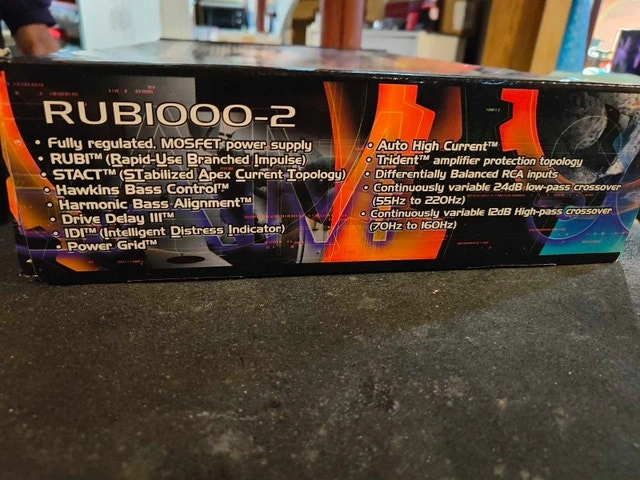 RUB1000-2
• Fully regulated, MOSFET power supply
• RUBI™ (Rapid-Use Branched Impulse)
• STACT™ (STabilized Apex Current Topology)
• Hawkins Bass Control™
• Harmonic Bass Alignment™
• Drive Delay III™
• IDI™ (Intelligent Distress Indicator)
• Power Grid™
• Auto High Current™
• Trident™ amplifier protection topology
• Differentially Balanced RCA inputs
• Continuously variable 24dB low-pass crossover
(55Hz to 220Hz)
• Continuously variable 12dB High-pass crossover
(70Hz to 160Hz)